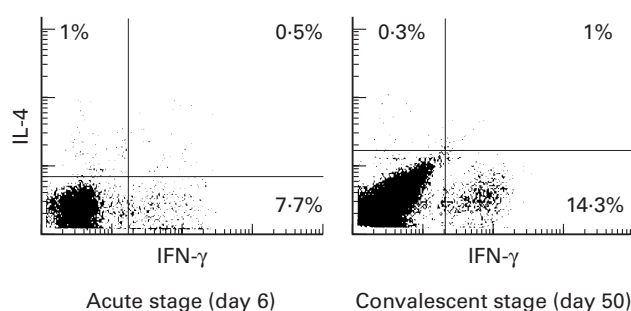 1% 0·5% 0·3% 1%
IL-4
7·7% 14·3%
IFN-γ IFN-γ
Acute stage (day 6) Convalescent stage (day 50)